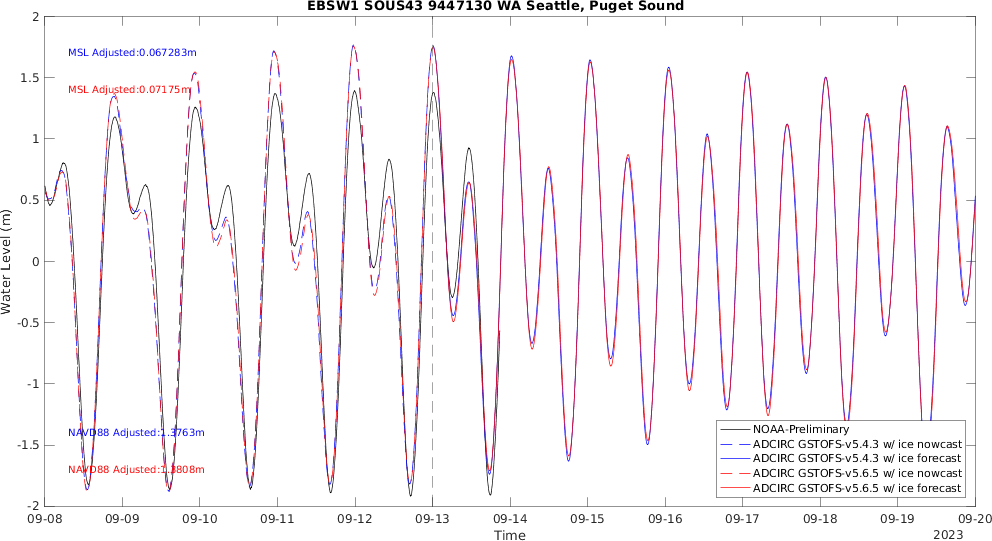 EBSW1 SOUS43 9447130 WA Seattle, Puget Sound
2
1.5
1
0.5
0
-0.5
-1
-1.5
-2
Water Level (m)
MSL Adjusted:0.067283m
MSL Adjusted:0.07175m
NAVD88 Adjusted:1.3763m
NAVD88 Adjusted:1.3808m
NOAA-Preliminary
ADCIRC GSTOFS-v5.4.3 w/ ice nowcast
ADCIRC GSTOFS-v5.4.3 w/ ice forecast
ADCIRC GSTOFS-v5.6.5 w/ ice nowcast
ADCIRC GSTOFS-v5.6.5 w/ ice forecast
09-08 09-09 09-10 09-11 09-12 09-13 09-14 09-15 09-16 09-17 09-18 09-19 09-20
Time
2023